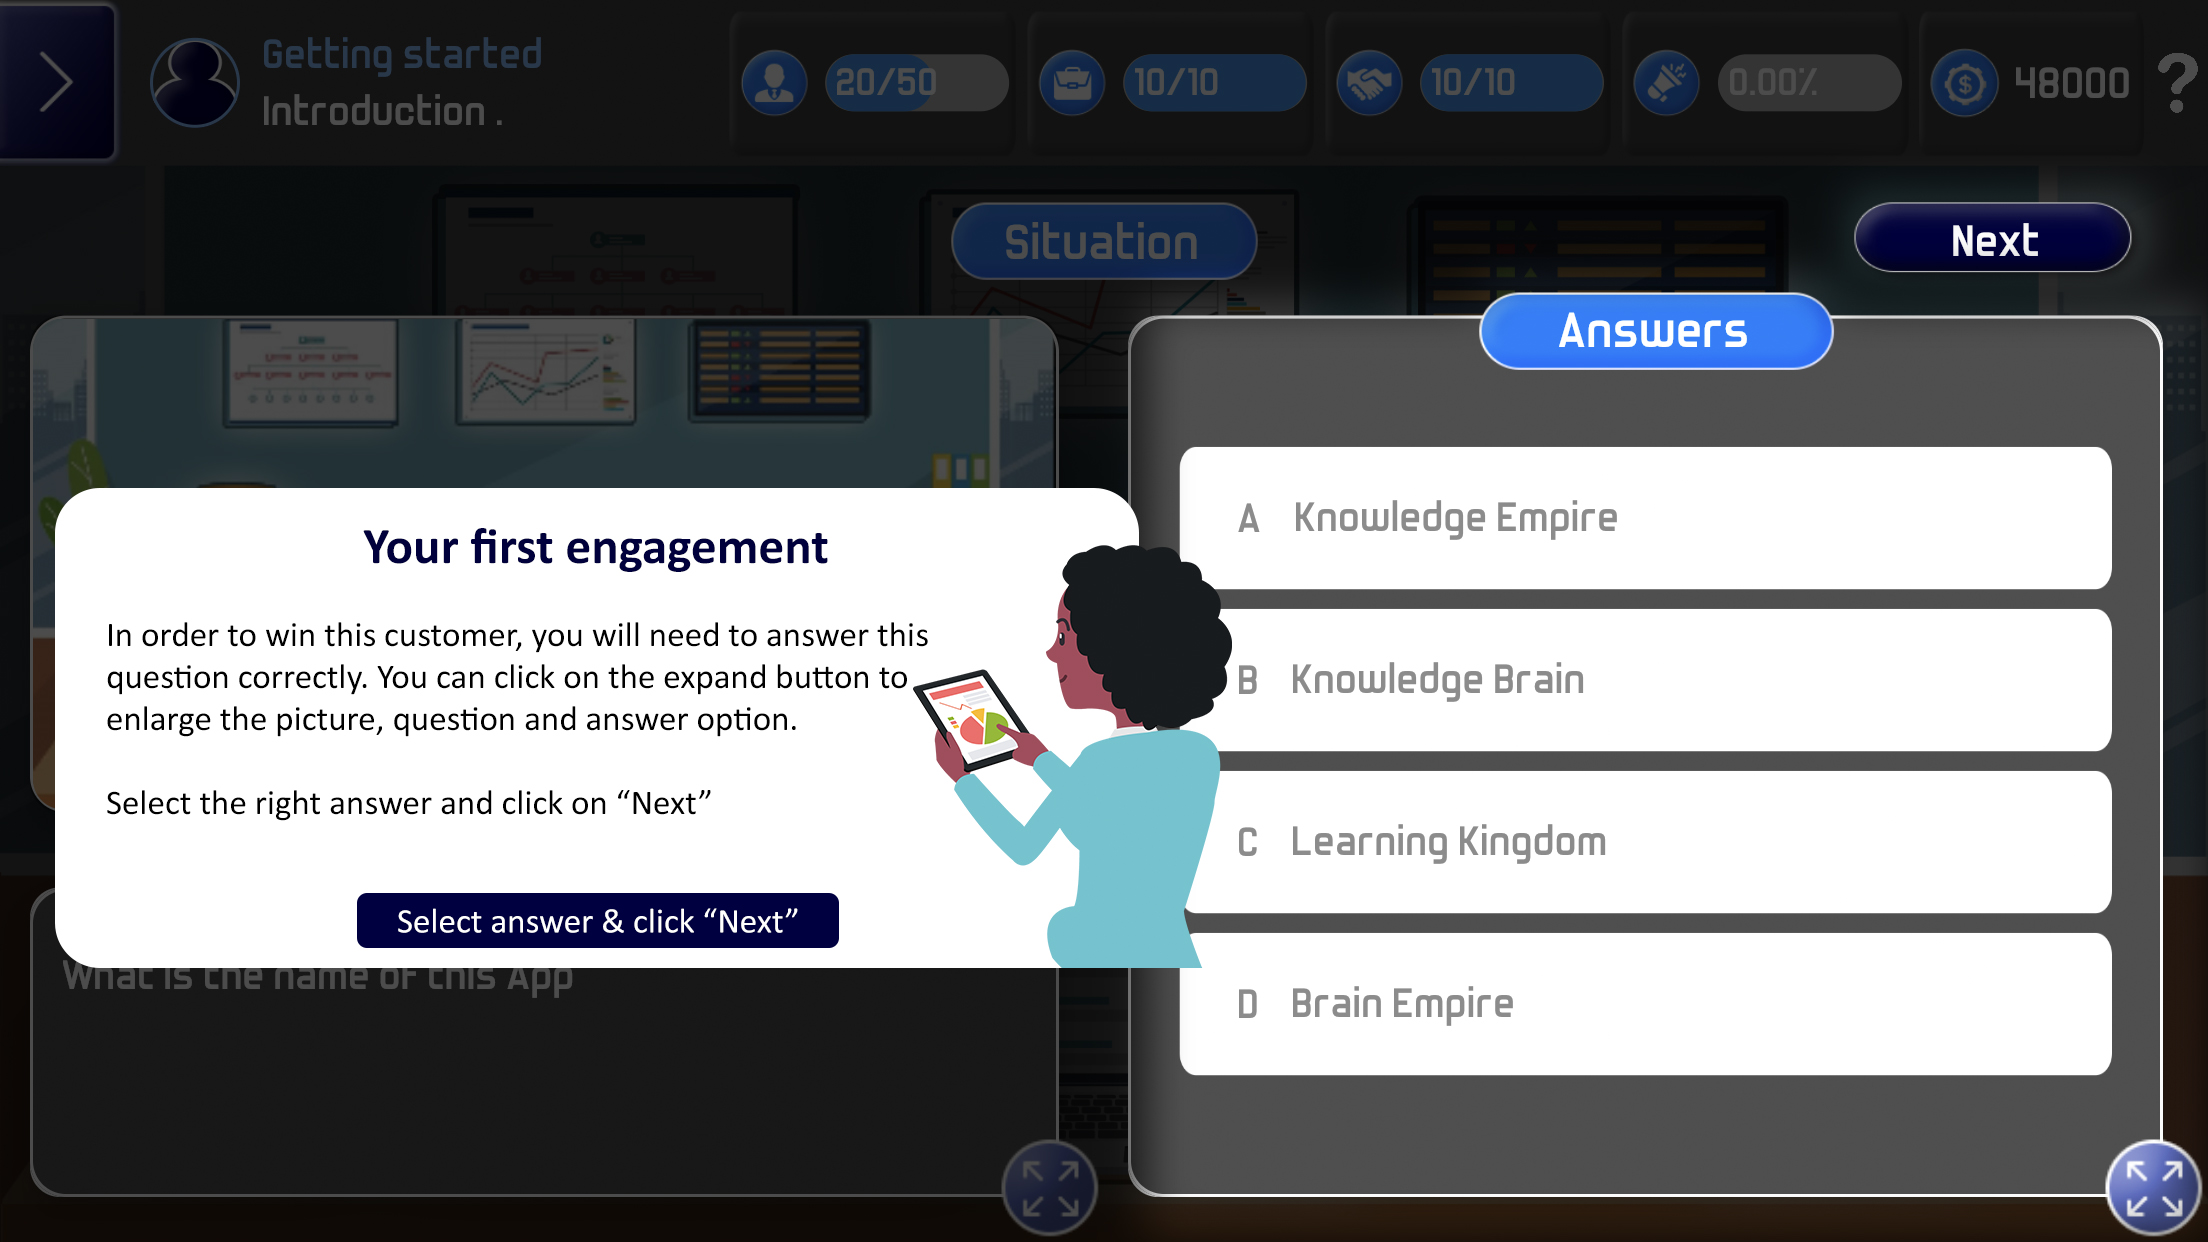 Getting started
Introduction .
20/50
10/10
10/10
0.00%
48000
?
Situation
Next
Answers
Your first engagement
In order to win this customer, you will need to answer this
question correctly. You can click on the expand button to
enlarge the picture, question and answer option.
Select the right answer and click on “Next”
Select answer & click “Next”
What is the name of this App
A Knowledge Empire
B Knowledge Brain
C Learning Kingdom
D Brain Empire